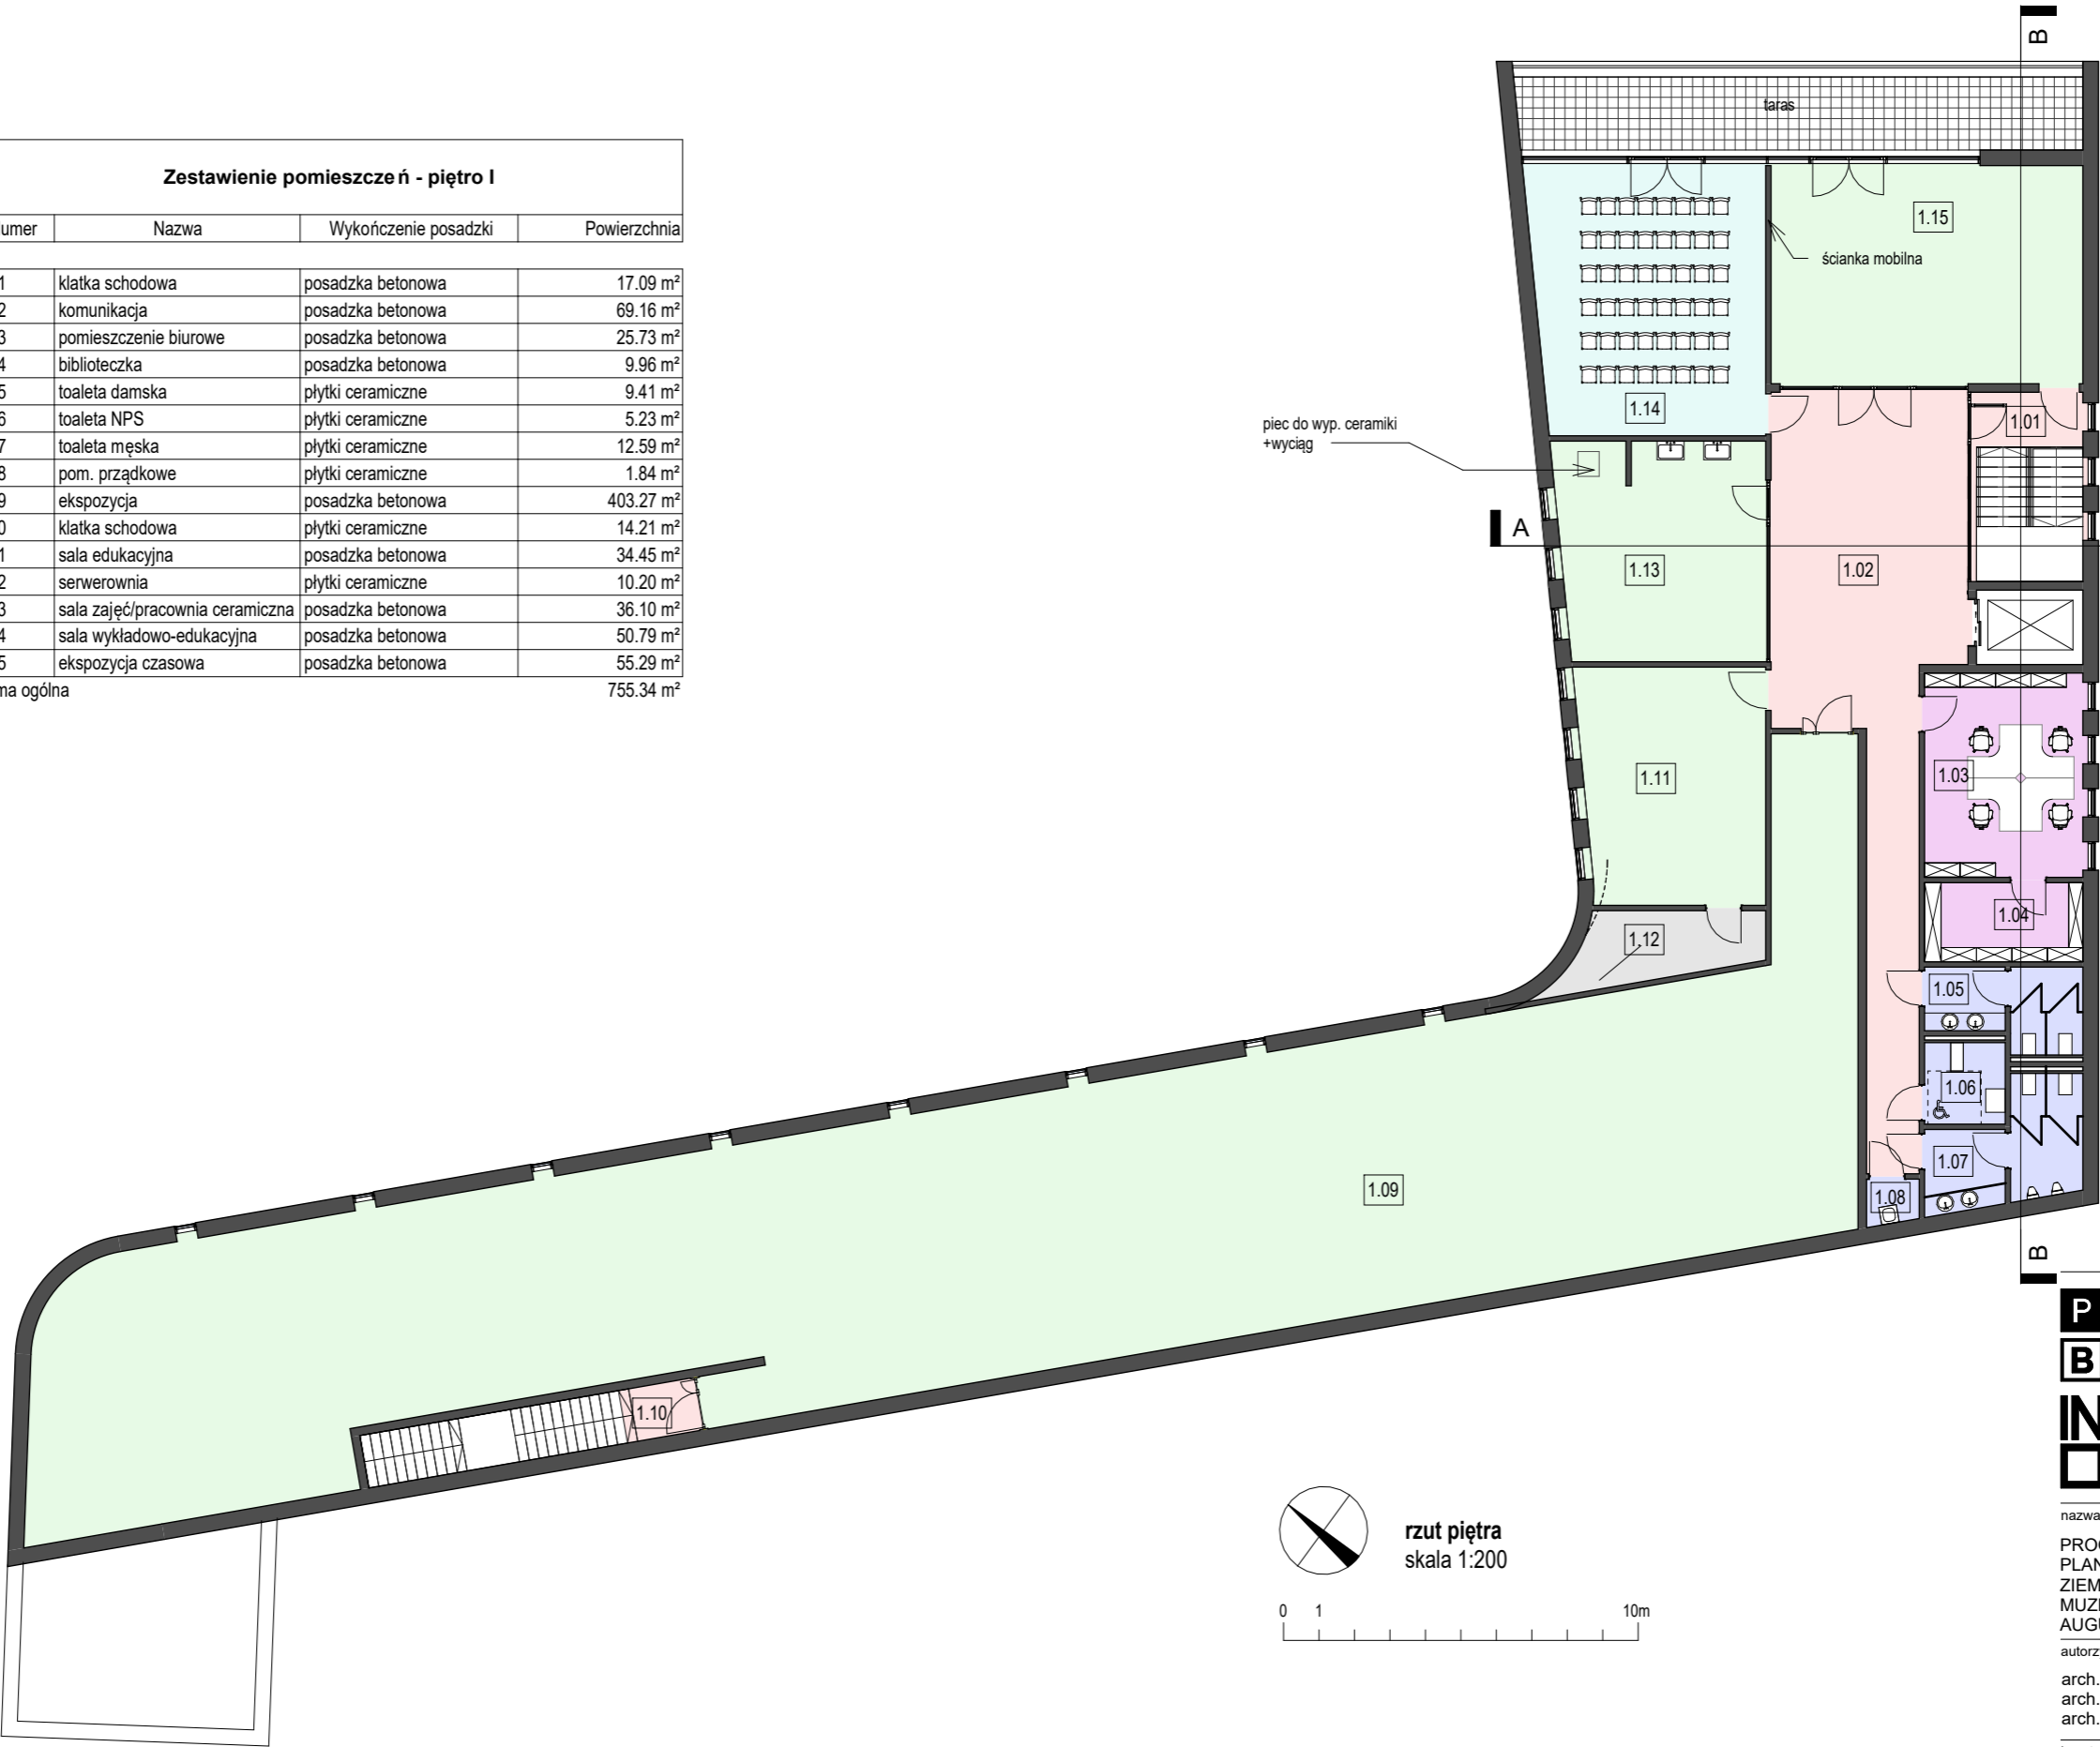 Zestawienie pomieszczeń - piętro I
umer Nazwa Wykończenie posadzki Powierzchnia
1 klatka schodowa posadzka betonowa 17.09 m²
2 komunikacja posadzka betonowa 69.16 m²
3 pomieszczenie biurowe posadzka betonowa 25.73 m²
4 biblioteczka posadzka betonowa 9.96 m²
5 toaleta damska płytki ceramiczne 9.41 m²
6 toaleta NPS płytki ceramiczne 5.23 m²
7 toaleta męska płytki ceramiczne 12.59 m²
8 pom. prządkowe płytki ceramiczne 1.84 m²
9 ekspozycja posadzka betonowa 403.27 m²
0 klatka schodowa płytki ceramiczne 14.21 m²
1 sala edukacyjna posadzka betonowa 34.45 m²
2 serwerownia płytki ceramiczne 10.20 m²
3 sala zajęć/pracownia ceramiczna posadzka betonowa 36.10 m²
4 sala wykładowo-edukacyjna posadzka betonowa 50.79 m²
5 ekspozycja czasowa posadzka betonowa 55.29 m²
ma ogólna 755.34 m²
B
taras
1.15
ścianka mobilna
1.14
1.01
piec do wyp. ceramiki
+wyciąg
A
1.13
1.02
1.03
1.11
1.04
1.12
1.05
1.06
1.07
1.08
1.09
1.10
B
rzut piętra
skala 1:200
0 1 10m
P
B
IN
nazwa
PROG
PLAN
ZIEM
MUZE
AUGU
autorz
arch.
arch.
arch.